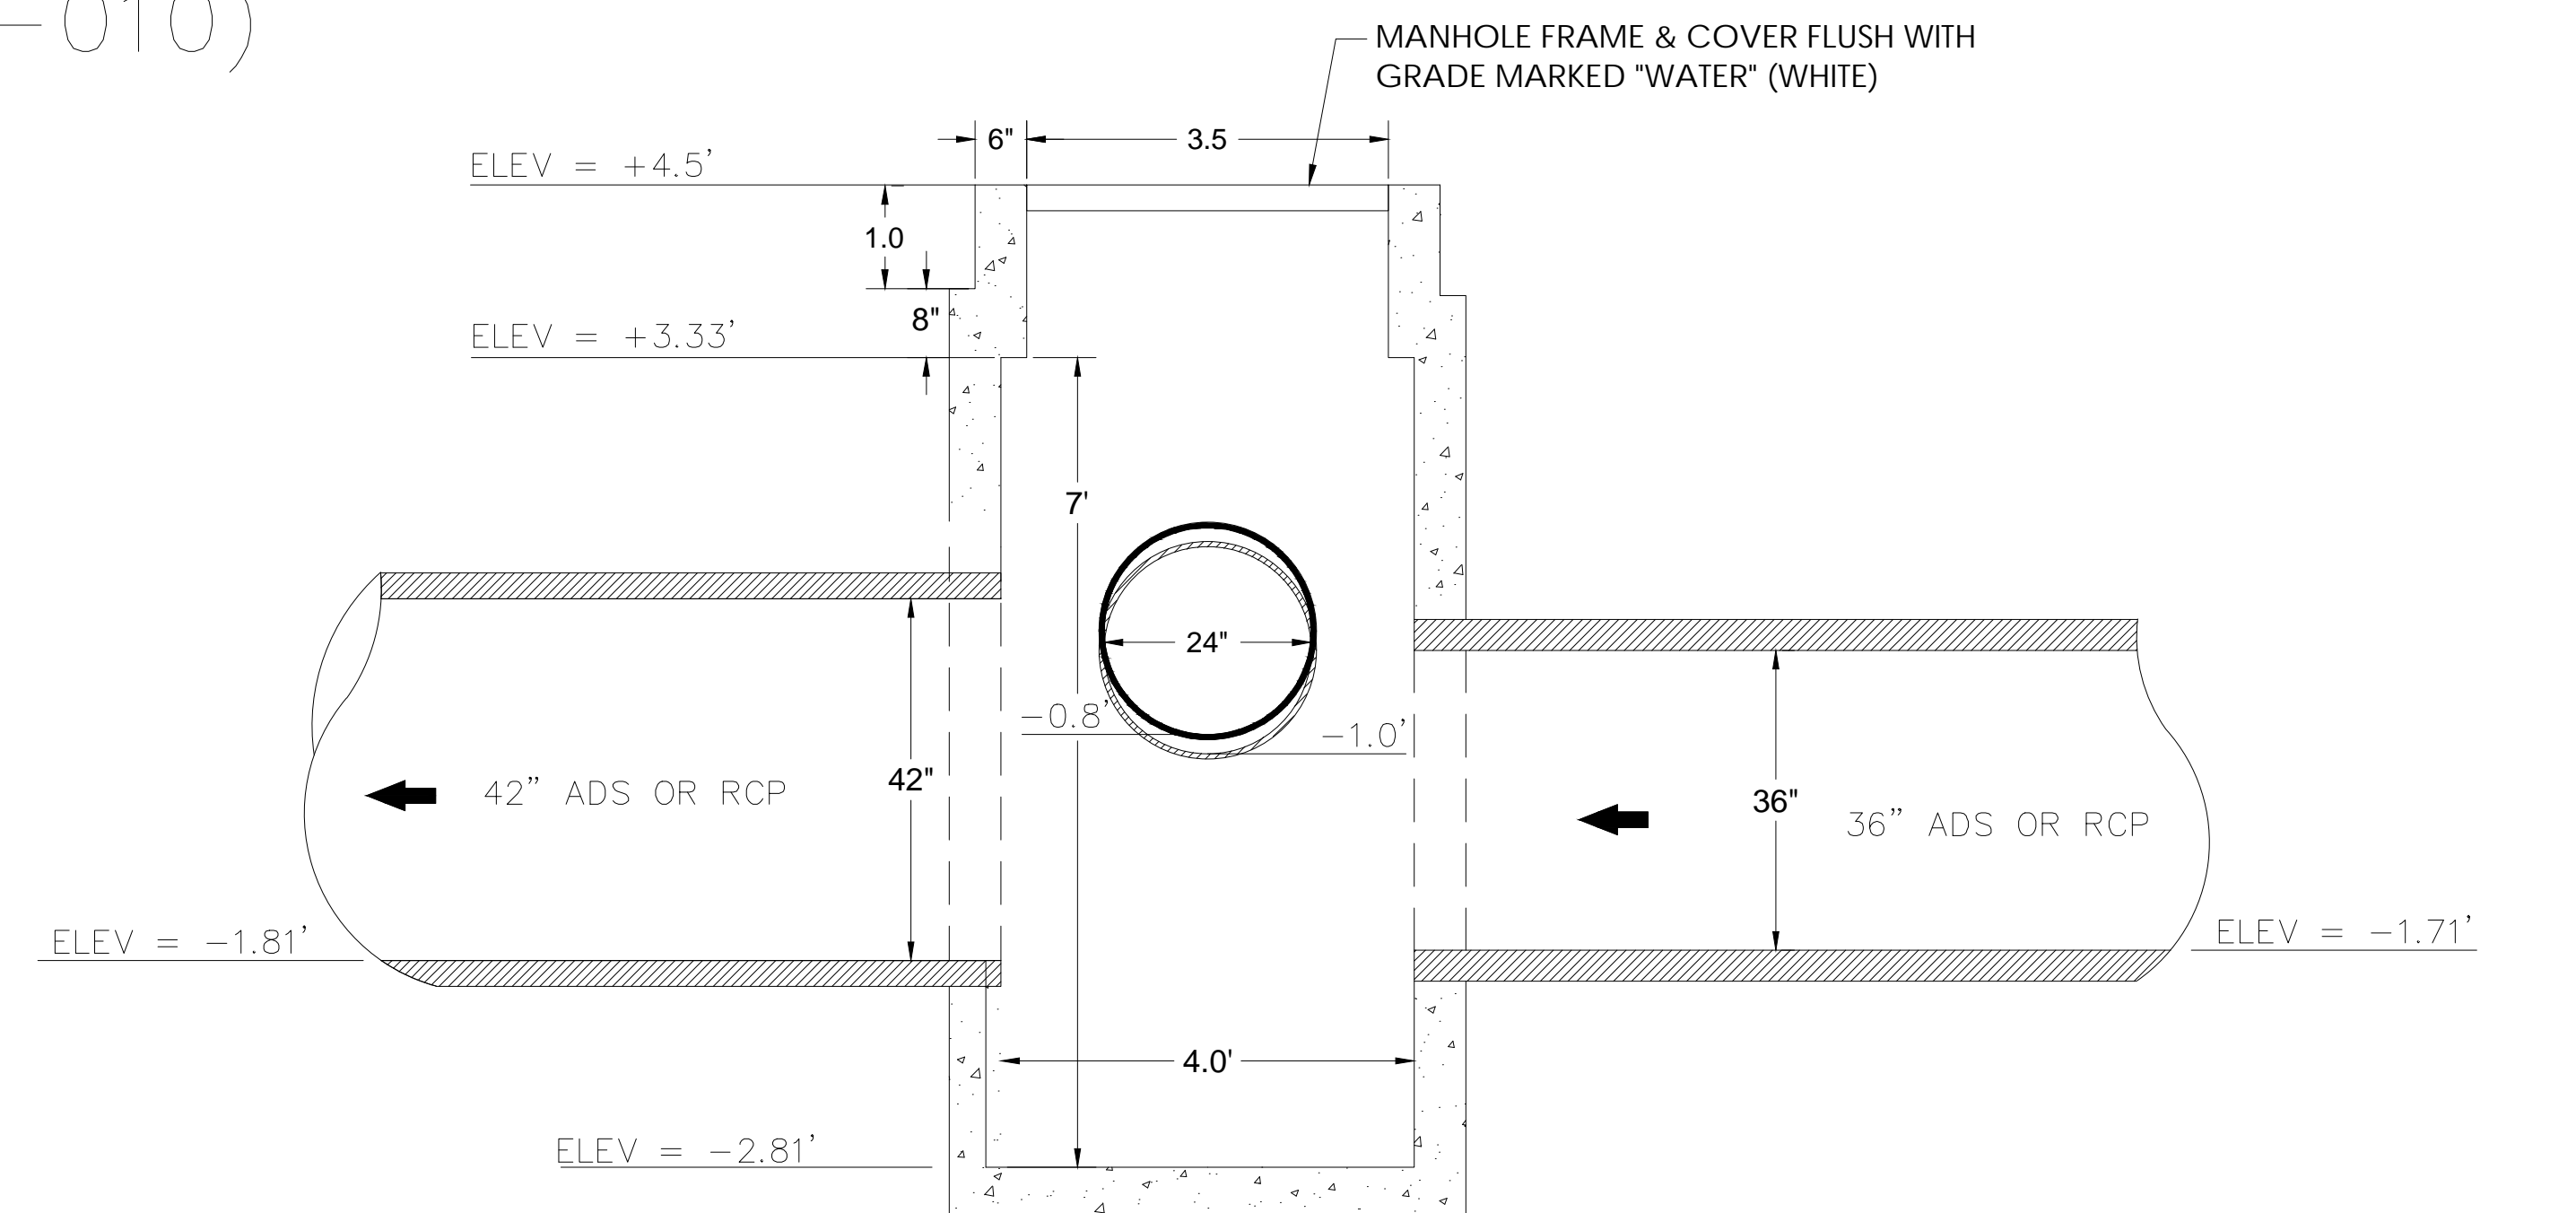 -010)
MANHOLE FRAME & COVER FLUSH WITH
GRADE MARKED "WATER" (WHITE)
6"
3.5
ELEV = +4.5'
1.0
8"
ELEV = +3.33'
7'
24"
-0.8'
-1.0'
42" ADS OR RCP
42"
36"
36" ADS OR RCP
ELEV = -1.81'
ELEV = -1.71'
4.0'
ELEV = -2.81'